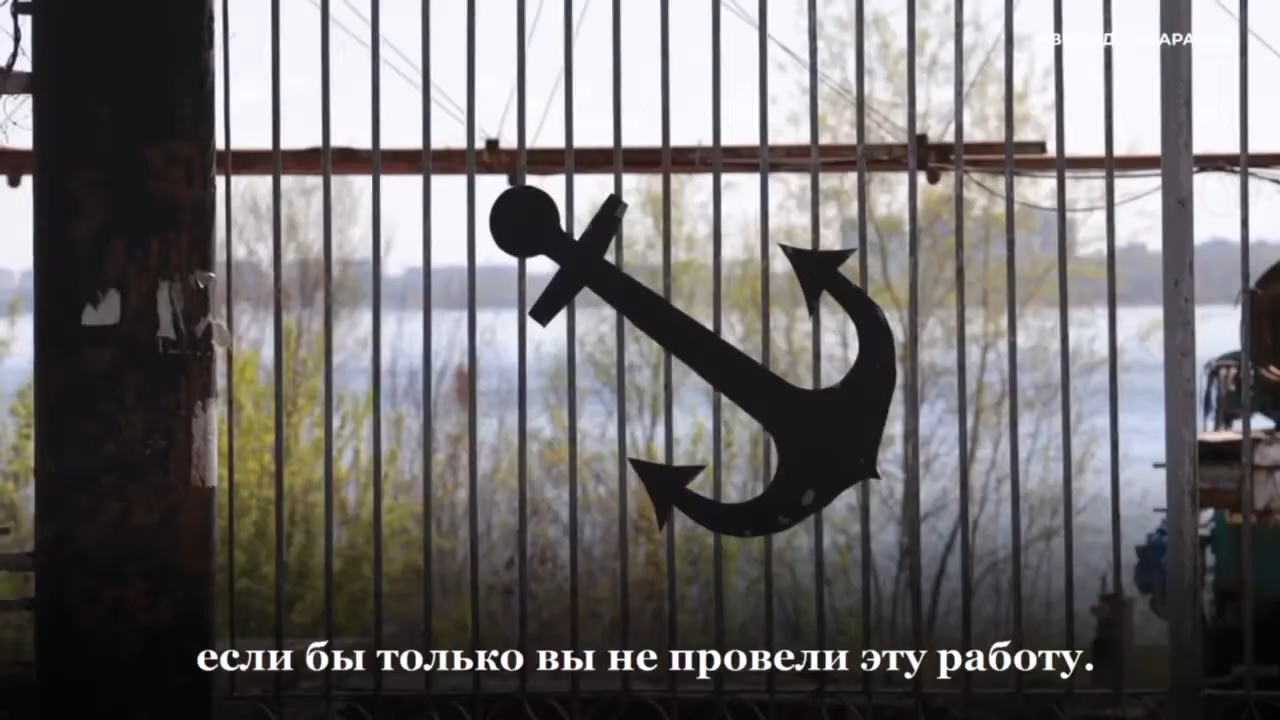 если бы только вы не провели эту работу.